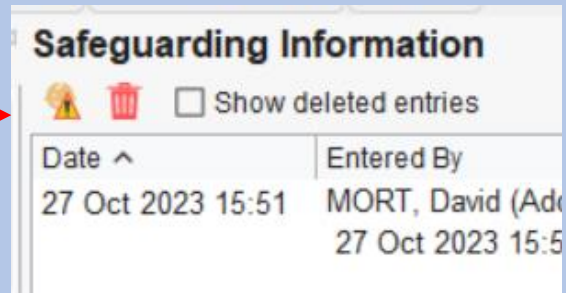 Safeguarding Information
Show deleted entries
Date Entered By
27 Oct 2023 15:51 MORT, David
27 Oct 2023